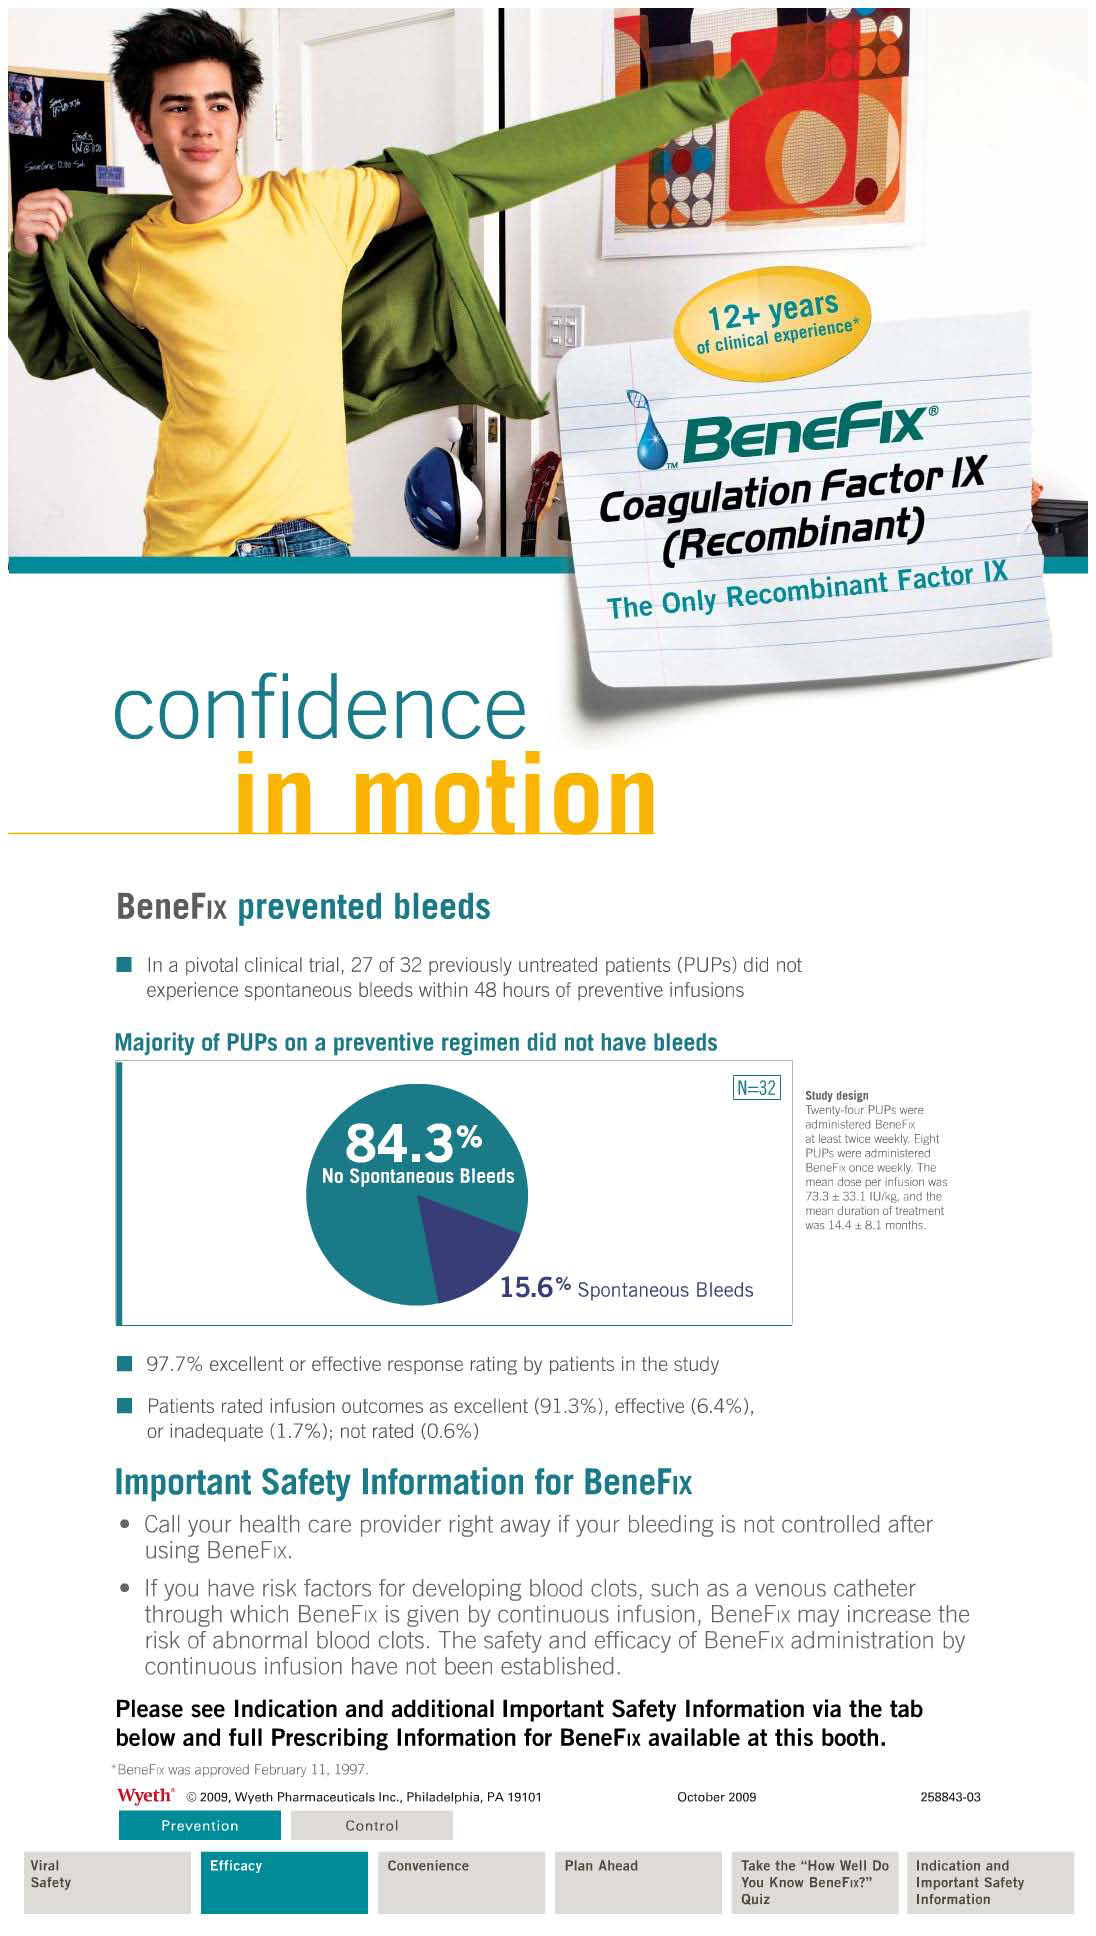 12+ years
of clinical experience*
BeneFix®
™
Coagulation Factor IX
(Recombinant)
The Only Recombinant Factor IX
confidence
in motion
BeneFix prevented bleeds
■ In a pivotal clinical trial, 27 of 32 previously untreated patients (PUPs) did not
experience spontaneous bleeds within 48 hours of preventive infusions
Majority of PUPs on a preventive regimen did not have bleeds
N=32
84.3%
No Spontaneous Bleeds
15.6% Spontaneous Bleeds
Study design
Twenty-four PUPs were
administered BeneFix
at least twice weekly. Eight
PUPs were administered
BeneFix once weekly. The
mean dose per infusion was
73.3 ± 33.1 IU/kg, and the
mean duration of treatment
was 14.4 ± 8.1 months.
■ 97.7% excellent or effective response rating by patients in the study
■ Patients rated infusion outcomes as excellent (91.3%), effective (6.4%),
or inadequate (1.7%); not rated (0.6%)
Important Safety Information for BeneFix
• Call your health care provider right away if your bleeding is not controlled after
using BeneFix.
• If you have risk factors for developing blood clots, such as a venous catheter
through which BeneFix is given by continuous infusion, BeneFix may increase the
risk of abnormal blood clots. The safety and efficacy of BeneFix administration by
continuous infusion have not been established.
Please see Indication and additional Important Safety Information via the tab
below and full Prescribing Information for BeneFix available at this booth.
*BeneFix was approved February 11, 1997.
Wyeth® © 2009, Wyeth Pharmaceuticals Inc., Philadelphia, PA 19101 October 2009 258843-03
Prevention Control
Viral
Safety
Efficacy
Convenience
Plan Ahead
Take the “How Well Do
You Know BeneFix?”
Quiz
Indication and
Important Safety
Information